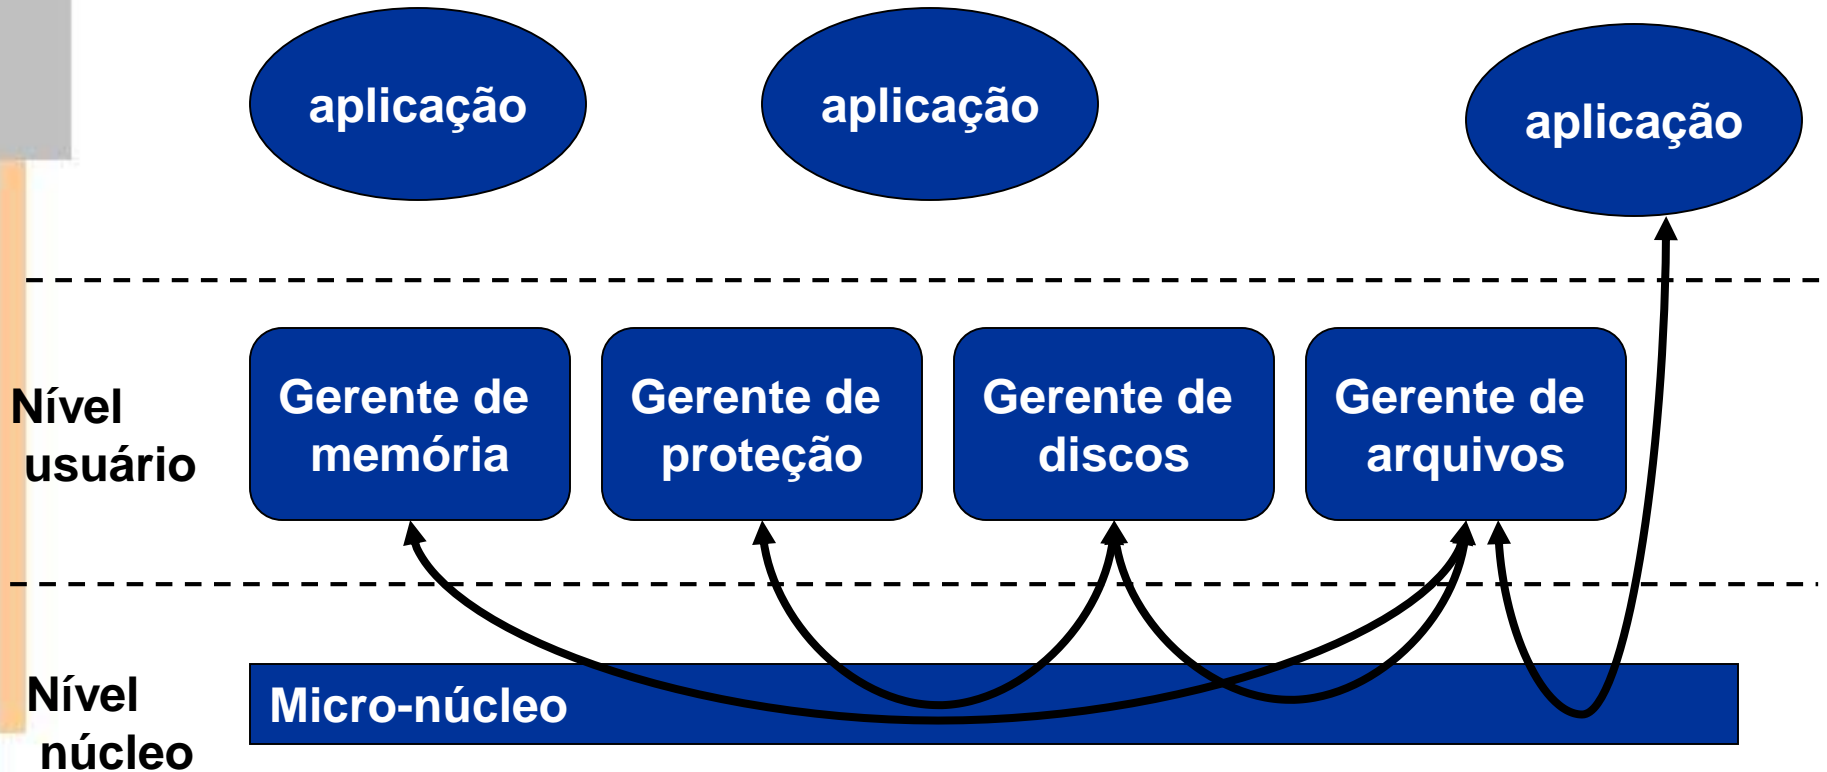 aplicação
aplicação
aplicação
Nível
usuário
Gerente de
memória
Gerente de
proteção
Gerente de
discos
Gerente de
arquivos
Nível
núcleo
Micro-núcleo